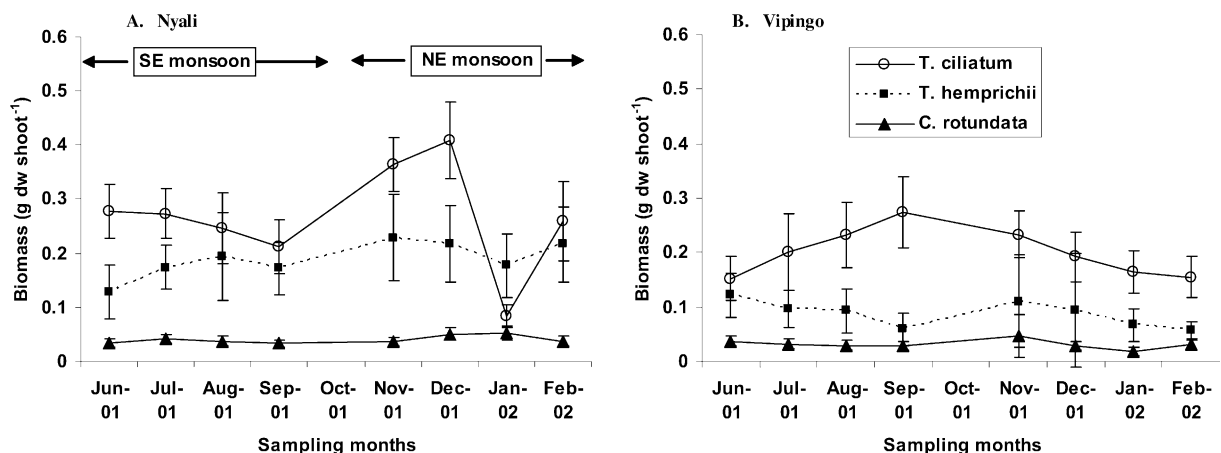 A. Nyali
SE monsoon
NE monsoon
0.6
0.5
0.4
0.3
0.2
0.1
0
Biomass (g dw shoot-1)
Jun-01 Jul-01 Aug-01 Sep-01 Oct-01 Nov-01 Dec-01 Jan-02 Feb-02
Sampling months
B. Vipingo
T. ciliatum
T. hemprichii
C. rotundata
0.6
0.5
0.4
0.3
0.2
0.1
0
Biomass (g dw shoot-1)
Jun-01 Jul-01 Aug-01 Sep-01 Oct-01 Nov-01 Dec-01 Jan-02 Feb-02
Sampling months